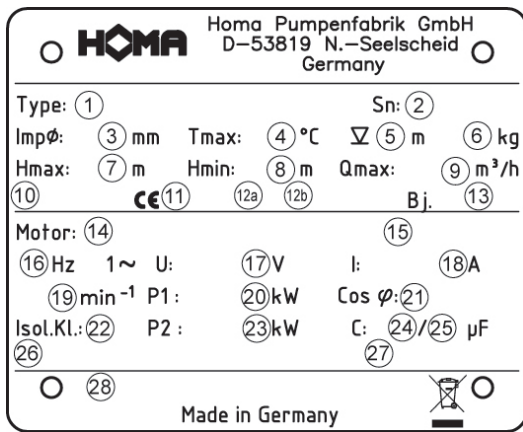 HOMA
Homa Pumpenfabrik GmbH
D-53819 N.-Seelscheid
Germany
Type: 1 Sn: 2
Impø: 3 mm Tmax: 4 °C 5 m 6 kg
Hmax: 7 m Hmin: 8 m Qmax: 9 m³/h
10 CE 11 12a 12b Bj. 13
Motor: 14 15
16 Hz 1~ U: 17 V I: 18 A
19 min⁻¹ P1: 20 kW Cos φ: 21
Isol.Kl.: 22 P2: 23 kW C: 24/25 µF
26 27
28
Made in Germany